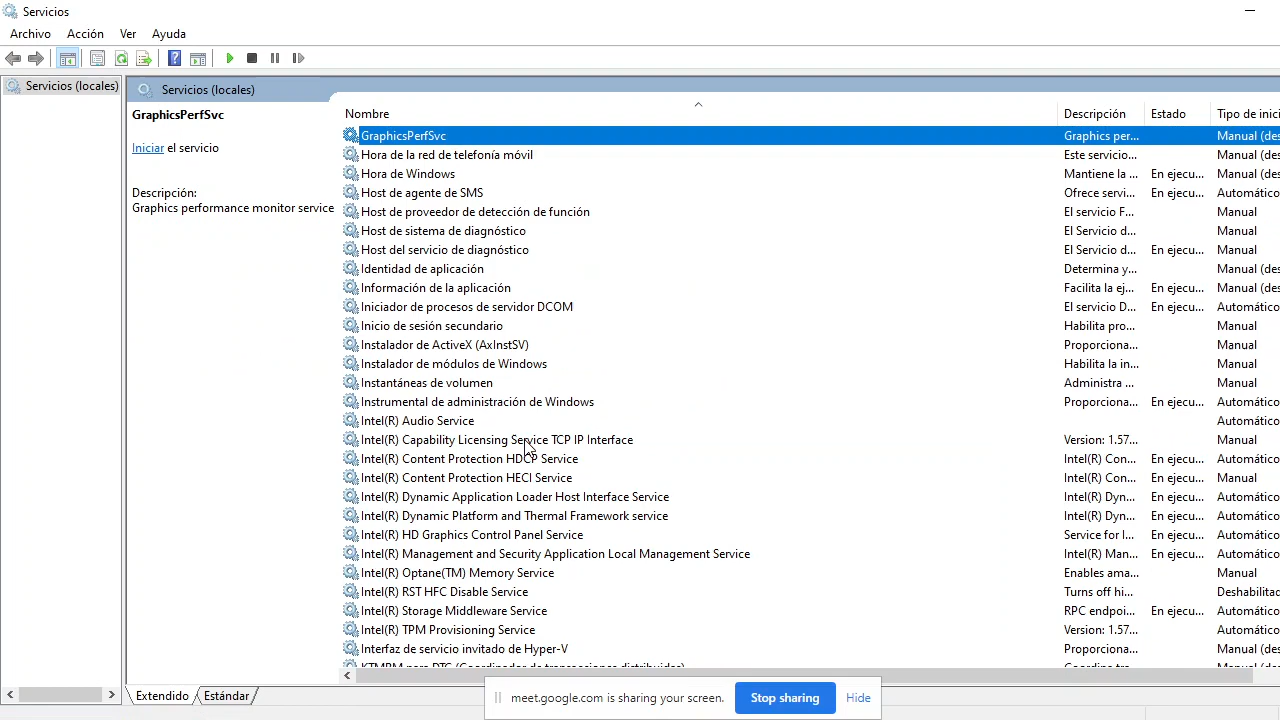 Servicios
Archivo Acción Ver Ayuda
Servicios (locales)
Servicios (locales)
GraphicsPerfSvc
Iniciar el servicio
Descripción:
Graphics performance monitor service
Nombre Descripción Estado Tipo de inici
GraphicsPerfSvc Graphics per... Manual (des
Hora de la red de telefonía móvil Este servicio... Manual (des
Hora de Windows Mantiene la ... En ejecu... Manual (des
Host de agente de SMS Ofrece servi... En ejecu... Automático
Host de proveedor de detección de función El servicio F... Manual
Host de sistema de diagnóstico El Servicio d... Manual
Host del servicio de diagnóstico El Servicio d... En ejecu... Manual
Identidad de aplicación Determina y... Manual (des
Información de la aplicación Facilita la ej... En ejecu... Manual (des
Iniciador de procesos de servidor DCOM El servicio D... En ejecu... Automático
Inicio de sesión secundario Habilita pro... Manual
Instalador de ActiveX (AxInstSV) Proporciona... Manual
Instalador de módulos de Windows Habilita la in... Manual
Instantáneas de volumen Administra ... Manual
Instrumental de administración de Windows Proporciona... En ejecu... Automático
Intel(R) Audio Service Automático
Intel(R) Capability Licensing Service TCP IP Interface Version: 1.57... Manual
Intel(R) Content Protection HDCP Service Intel(R) Con... En ejecu... Automático
Intel(R) Content Protection HECI Service Intel(R) Con... En ejecu... Manual
Intel(R) Dynamic Application Loader Host Interface Service Intel(R) Dyn... En ejecu... Automático
Intel(R) Dynamic Platform and Thermal Framework service Intel(R) Dyn... En ejecu... Automático
Intel(R) HD Graphics Control Panel Service Service for I... En ejecu... Automático
Intel(R) Management and Security Application Local Management Service Intel(R) Man... En ejecu... Automático
Intel(R) Optane(TM) Memory Service Enables ama... Manual
Intel(R) RST HFC Disable Service Turns off hi... Deshabilitad
Intel(R) Storage Middleware Service RPC endpoi... En ejecu... Automático
Intel(R) TPM Provisioning Service Version: 1.57... Automático
Interfaz de servicio invitado de Hyper-V Proporciona... Manual (des
KTMRM para DTC (Coordinador de transacciones distribuidas) Coordina tra... Manual (des
Extendido Estándar
meet.google.com is sharing your screen. Stop sharing Hide